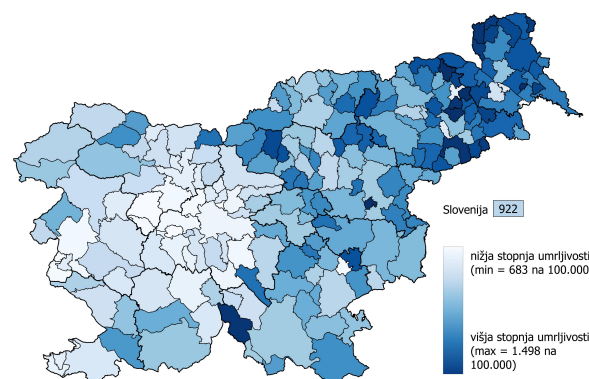 Slovenija 922
nižja stopnja umrljivosti
(min = 683 na 100.000
višja stopnja umrljivosti
(max = 1.498 na
100.000)